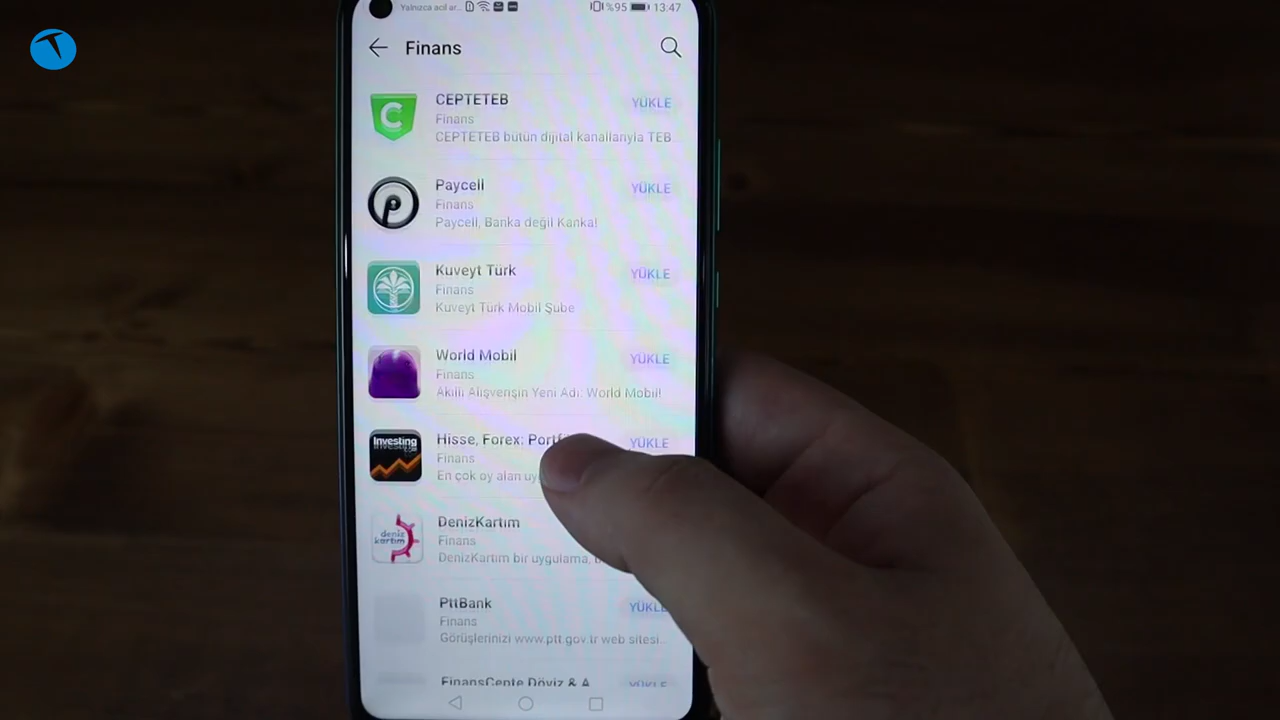 Yalnızca acil ar... %95 13:47
Finans
CEPTETEB YÜKLE
Finans
CEPTETEB bütün dijital kanallarıyla TEB...
Paycell YÜKLE
Finans
Paycell, Banka değil Kanka!
Kuveyt Türk YÜKLE
Finans
Kuveyt Türk Mobil Şube
World Mobil YÜKLE
Finans
Akıllı Alışverişin Yeni Adı: World Mobil!
Investing
Hisse, Forex: YÜKLE
Finans
En çok oy alan
deniz
kartım
DenizKartım
Finans
DenizKartım bir uygulama,
PttBank YÜKLE
Finans
Görüşlerinizi www.ptt.gov.tr web sitesi...
FinansCepte Döviz & A YÜKLE